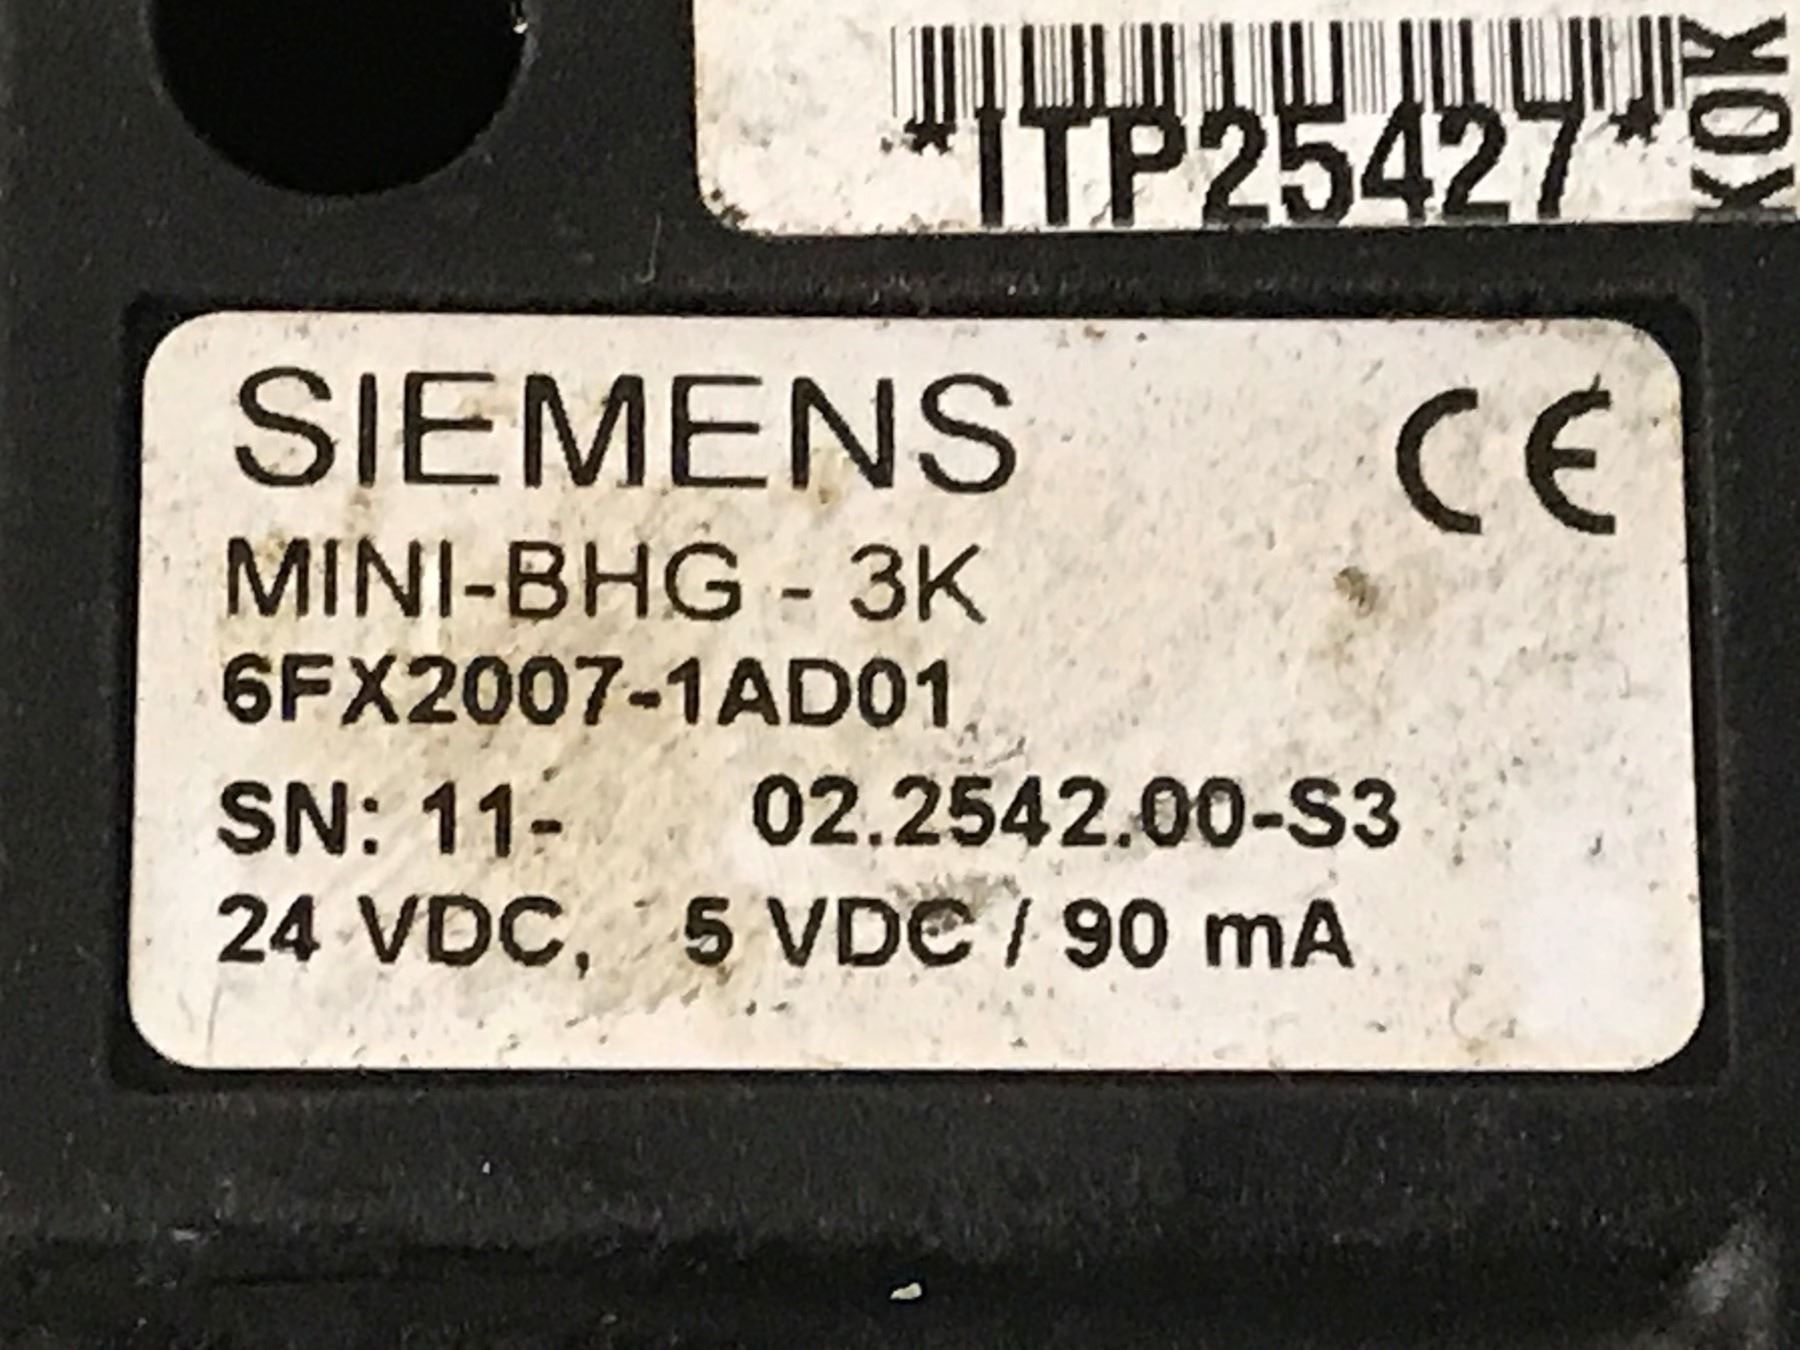 *ITP25427*
KOK
SIEMENS
CE
MINI-BHG - 3K
6FX2007-1AD01
SN: 11- 02.2542.00-S3
24 VDC, 5 VDC / 90 mA